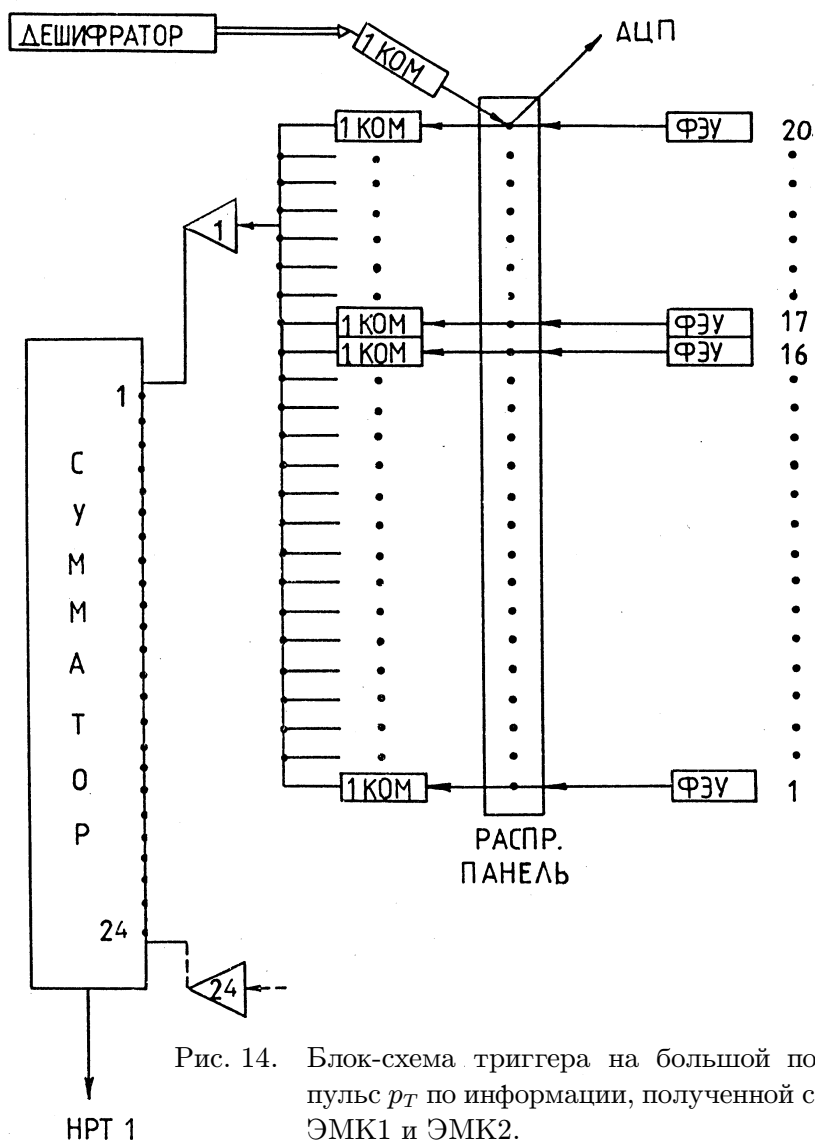 ДЕШИФРАТОР
1 КОМ
АЦП
1 КОМ
ФЭУ
20
1
1 КОМ
ФЭУ
17
1 КОМ
ФЭУ
16
1
СУММАТОР
1 КОМ
ФЭУ
1
РАСПР.
ПАНЕЛЬ
24
24
НРТ 1
Рис. 14. Блок-схема триггера на большой по
пульс pT по информации, полученной с
ЭМК1 и ЭМК2.